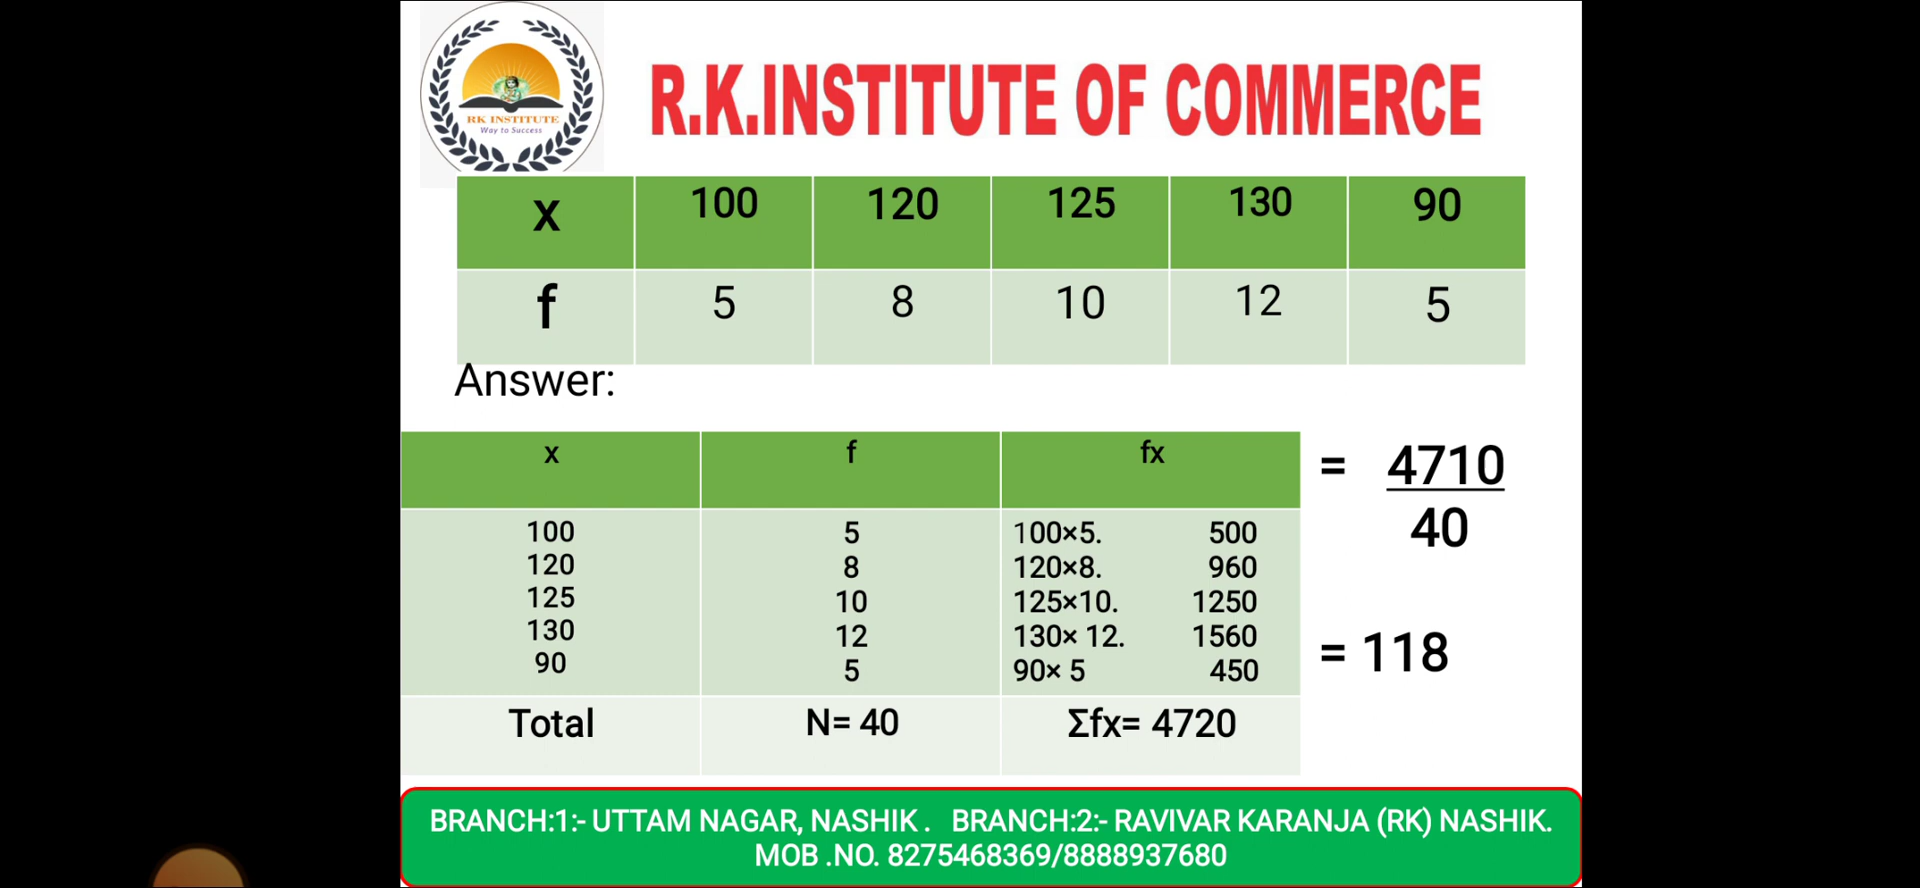 RK INSTITUTE
Way to Success
R.K.INSTITUTE OF COMMERCE
x 100 120 125 130 90
f 5 8 10 12 5
Answer:
x f fx
100 5 100×5. 500
120 8 120×8. 960
125 10 125×10. 1250
130 12 130× 12. 1560
90 5 90× 5 450
Total N= 40 Σfx= 4720
= 4710
40
= 118
BRANCH:1:- UTTAM NAGAR, NASHIK . BRANCH:2:- RAVIVAR KARANJA (RK) NASHIK.
MOB .NO. 8275468369/8888937680